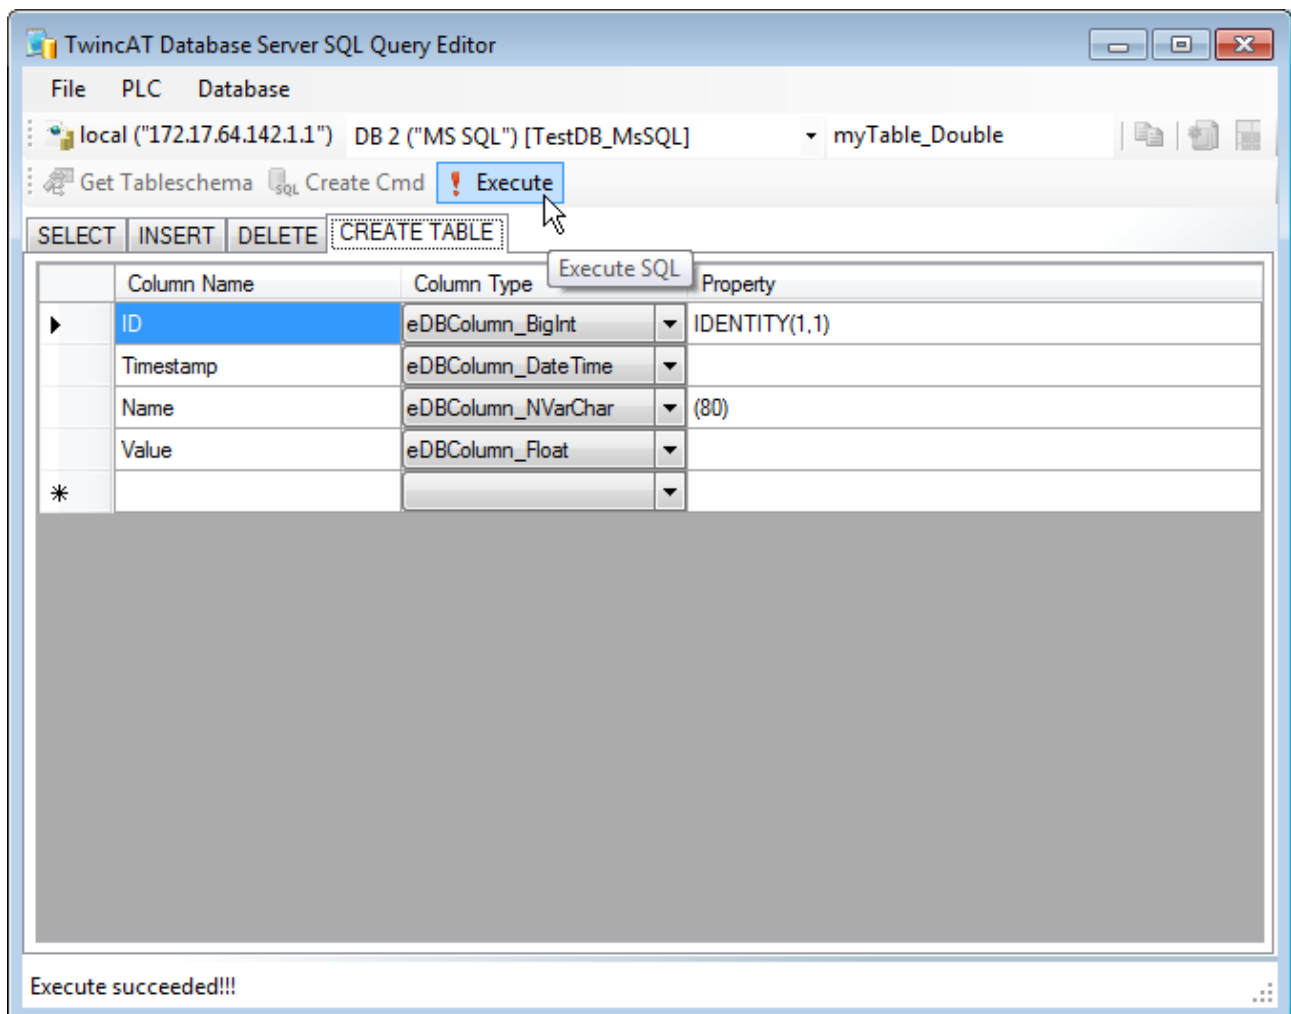 TwincAT Database Server SQL Query Editor
File PLC Database
local ("172.17.64.142.1.1") DB 2 ("MS SQL") [TestDB_MsSQL] myTable_Double
Get Tableschema SQL Create Cmd Execute
SELECT INSERT DELETE CREATE TABLE
Execute SQL
Column Name Column Type Property
ID eDBColumn_BigInt IDENTITY(1,1)
Timestamp eDBColumn_DateTime
Name eDBColumn_NVarChar (80)
Value eDBColumn_Float
Execute succeeded!!!